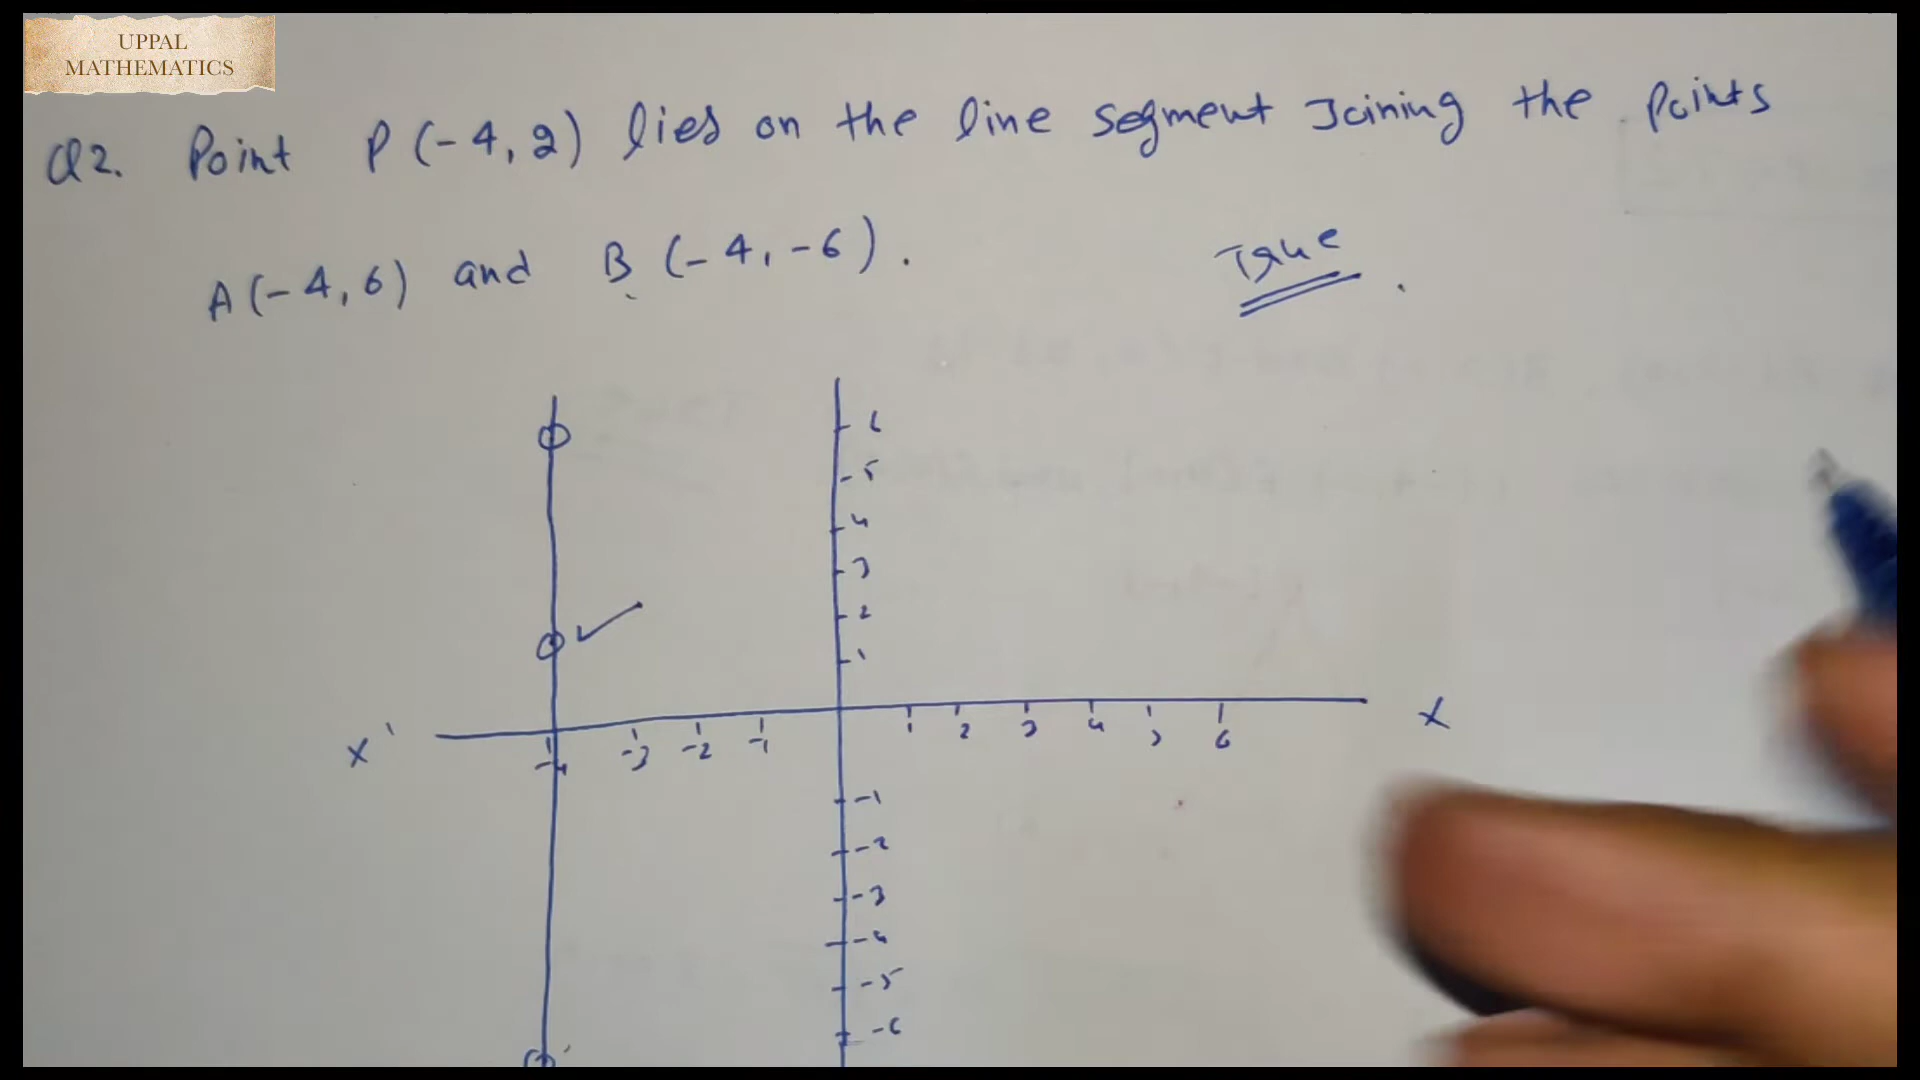 UPPAL
MATHEMATICS
Q2. Point P(-4,2) lies on the line segment Joining the points
A(-4,6) and B(-4,-6).
True.
6
5
4
3
2
1
X'
-4 -3 -2 -1
1 2 3 4 5 6
X
-1
-2
-3
-4
-5
-6